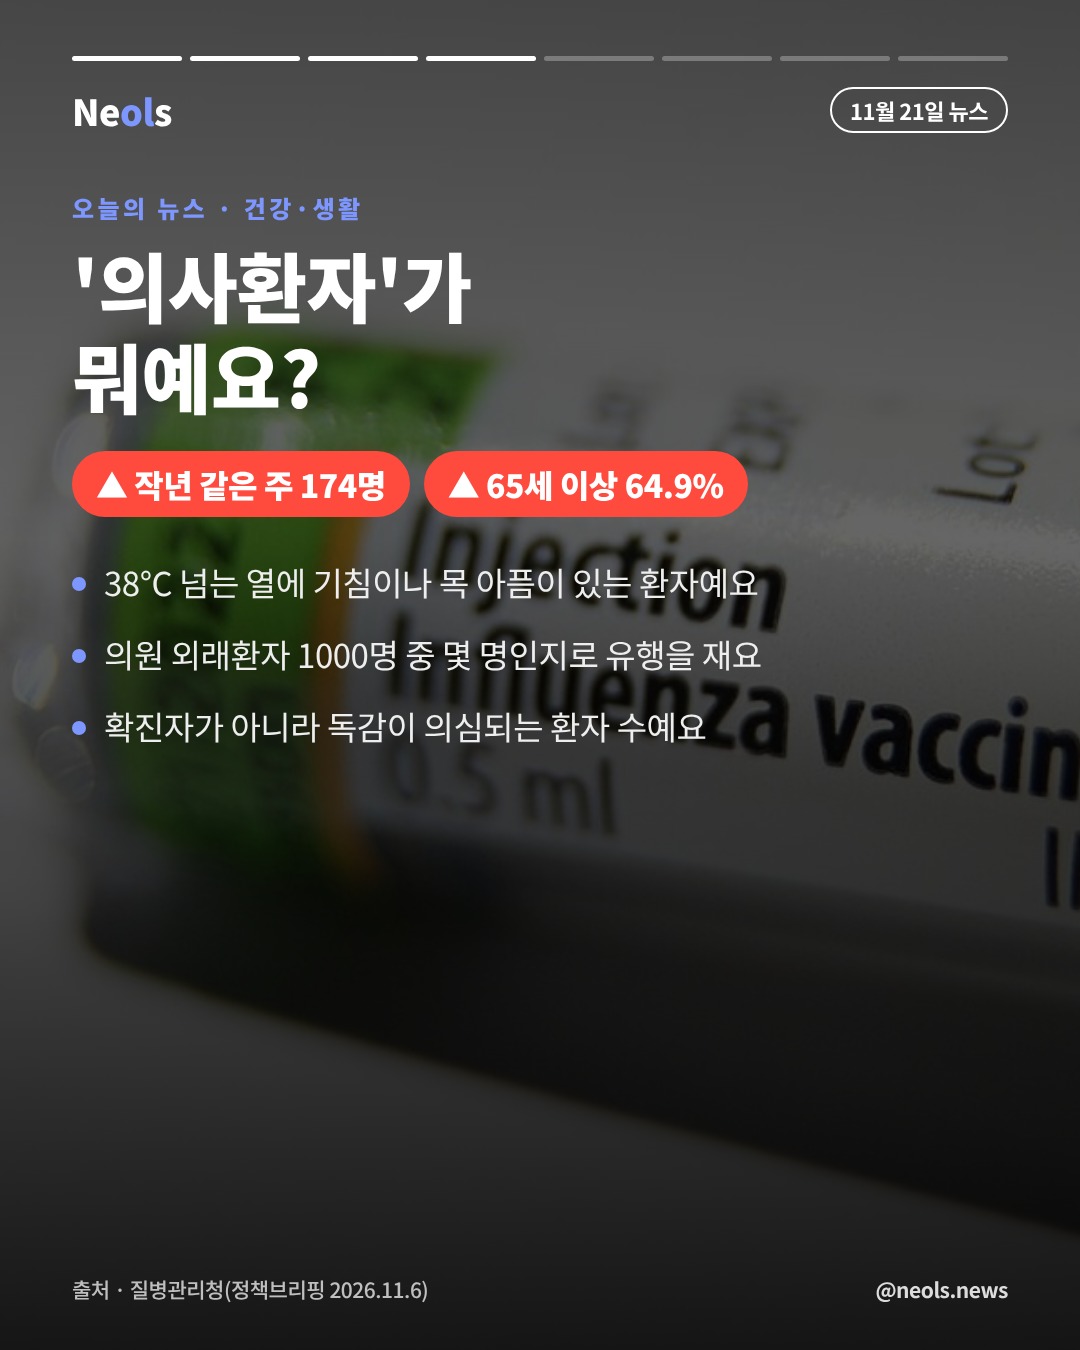 Neols
11월 21일 뉴스
오늘의 뉴스 · 건강·생활
'의사환자'가
뭐예요?
▲ 작년 같은 주 174명
▲ 65세 이상 64.9%
• 38°C 넘는 열에 기침이나 목 아픔이 있는 환자예요
• 의원 외래환자 1000명 중 몇 명인지로 유행을 재요
• 확진자가 아니라 독감이 의심되는 환자 수예요
Lot
EXP
Injection
Influenza vaccin
0.5 ml
출처 · 질병관리청(정책브리핑 2026.11.6)
@neols.news